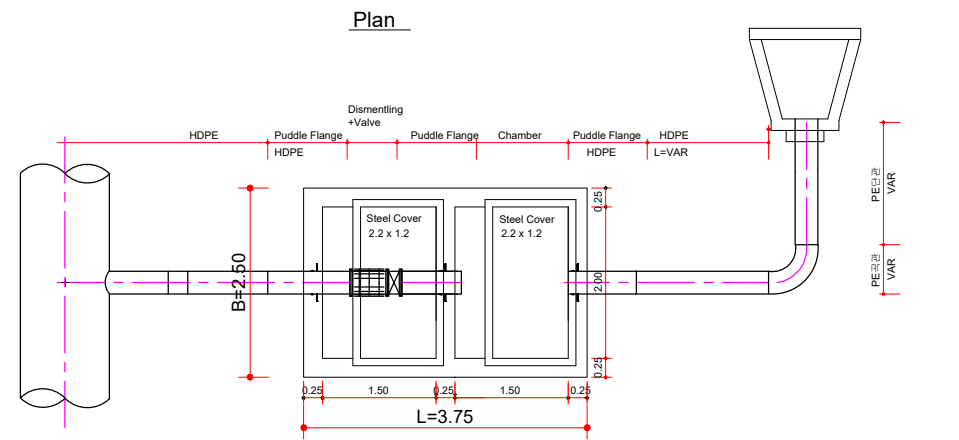 Plan
Dismentling
+Valve
HDPE
Puddle Flange
Puddle Flange
Chamber
Puddle Flange
HDPE
HDPE
HDPE
L=VAR
PE단관
VAR
PE곡관
VAR
Steel Cover
2.2 x 1.2
Steel Cover
2.2 x 1.2
B=2.50
0.25
2.00
0.25
0.25
1.50
0.25
1.50
0.25
L=3.75